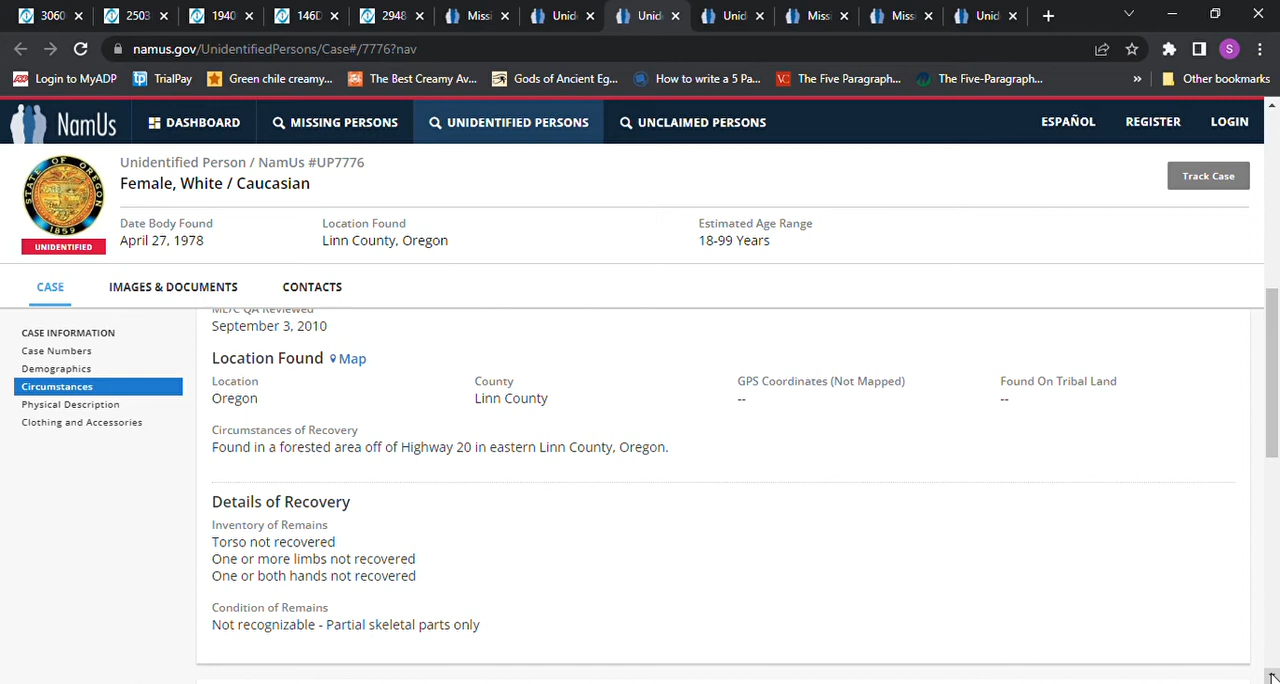 3060 2503 1940 146D 2948 Missi Unid Unid Unid Missi Missi Unid
namus.gov/UnidentifiedPersons/Case#/7776?nav
S
Login to MyADP TrialPay Green chile creamy... The Best Creamy Av... Gods of Ancient Eg... How to write a 5 Pa... The Five Paragraph... The Five-Paragraph... » Other bookmarks
NamUs DASHBOARD MISSING PERSONS UNIDENTIFIED PERSONS UNCLAIMED PERSONS ESPAÑOL REGISTER LOGIN
STATE OF OREGON
1859
UNIDENTIFIED
Unidentified Person / NamUs #UP7776
Female, White / Caucasian
Track Case
Date Body Found Location Found Estimated Age Range
April 27, 1978 Linn County, Oregon 18-99 Years
CASE IMAGES & DOCUMENTS CONTACTS
CASE INFORMATION
Case Numbers
Demographics
Circumstances
Physical Description
Clothing and Accessories
ME/C QA Reviewed
September 3, 2010
Location Found Map
Location County GPS Coordinates (Not Mapped) Found On Tribal Land
Oregon Linn County -- --
Circumstances of Recovery
Found in a forested area off of Highway 20 in eastern Linn County, Oregon.
Details of Recovery
Inventory of Remains
Torso not recovered
One or more limbs not recovered
One or both hands not recovered
Condition of Remains
Not recognizable - Partial skeletal parts only